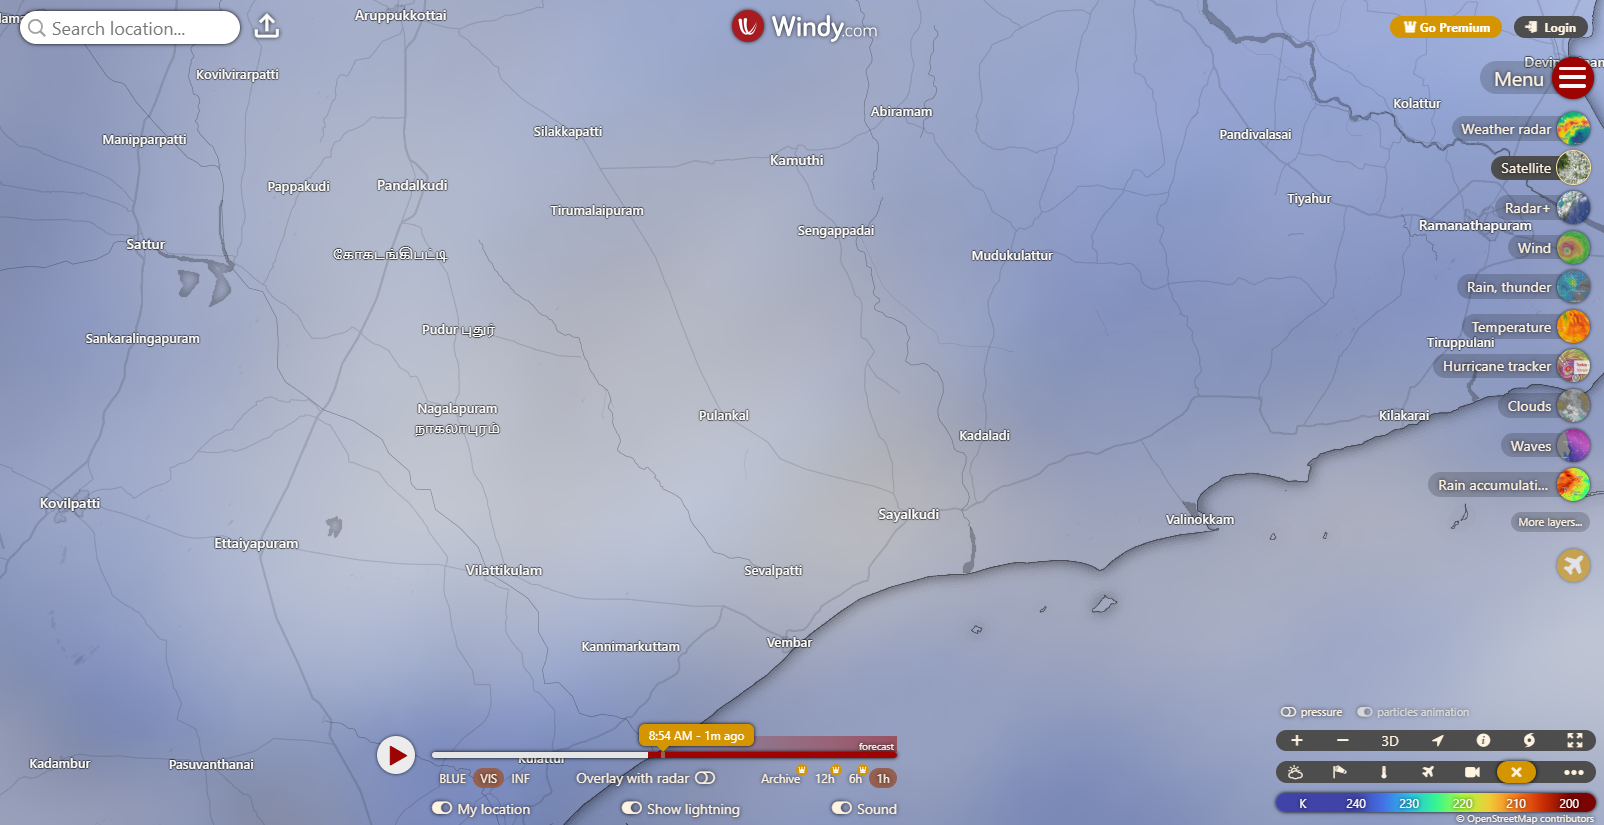 Search location...
Windy.com
Go Premium
Login
Menu
Aruppukkottai
Kovilvirarpatti
Abiramam
Kolattur
Silakkapatti
Pandivalasai
Weather radar
Manipparpatti
Kamuthi
Satellite
Pappakudi
Pandalkudi
Tirumalaipuram
Tiyahur
Radar+
Sengappadai
Ramanathapuram
Sattur
கோகடங்கிபட்டி
Mudukulattur
Wind
Rain, thunder
Pudur புதூர்
Temperature
Sankaralingapuram
Tiruppulani
Hurricane tracker
Nagalapuram
நாகலாபுரம்
Pulankal
Kilakarai
Clouds
Kadaladi
Waves
Rain accumulati...
Kovilpatti
Sayalkudi
Valinokkam
More layers...
Ettaiyapuram
Vilattikulam
Sevalpatti
Kannimarkuttam
Vembar
pressure
particles animation
8:54 AM - 1m ago
forecast
3D
Kadambur
Pasuvanthanai
Kulattur
BLUE VIS INF
Overlay with radar
Archive 12h 6h 1h
My location
Show lightning
Sound
K 240 230 220 210 200
© OpenStreetMap contributors